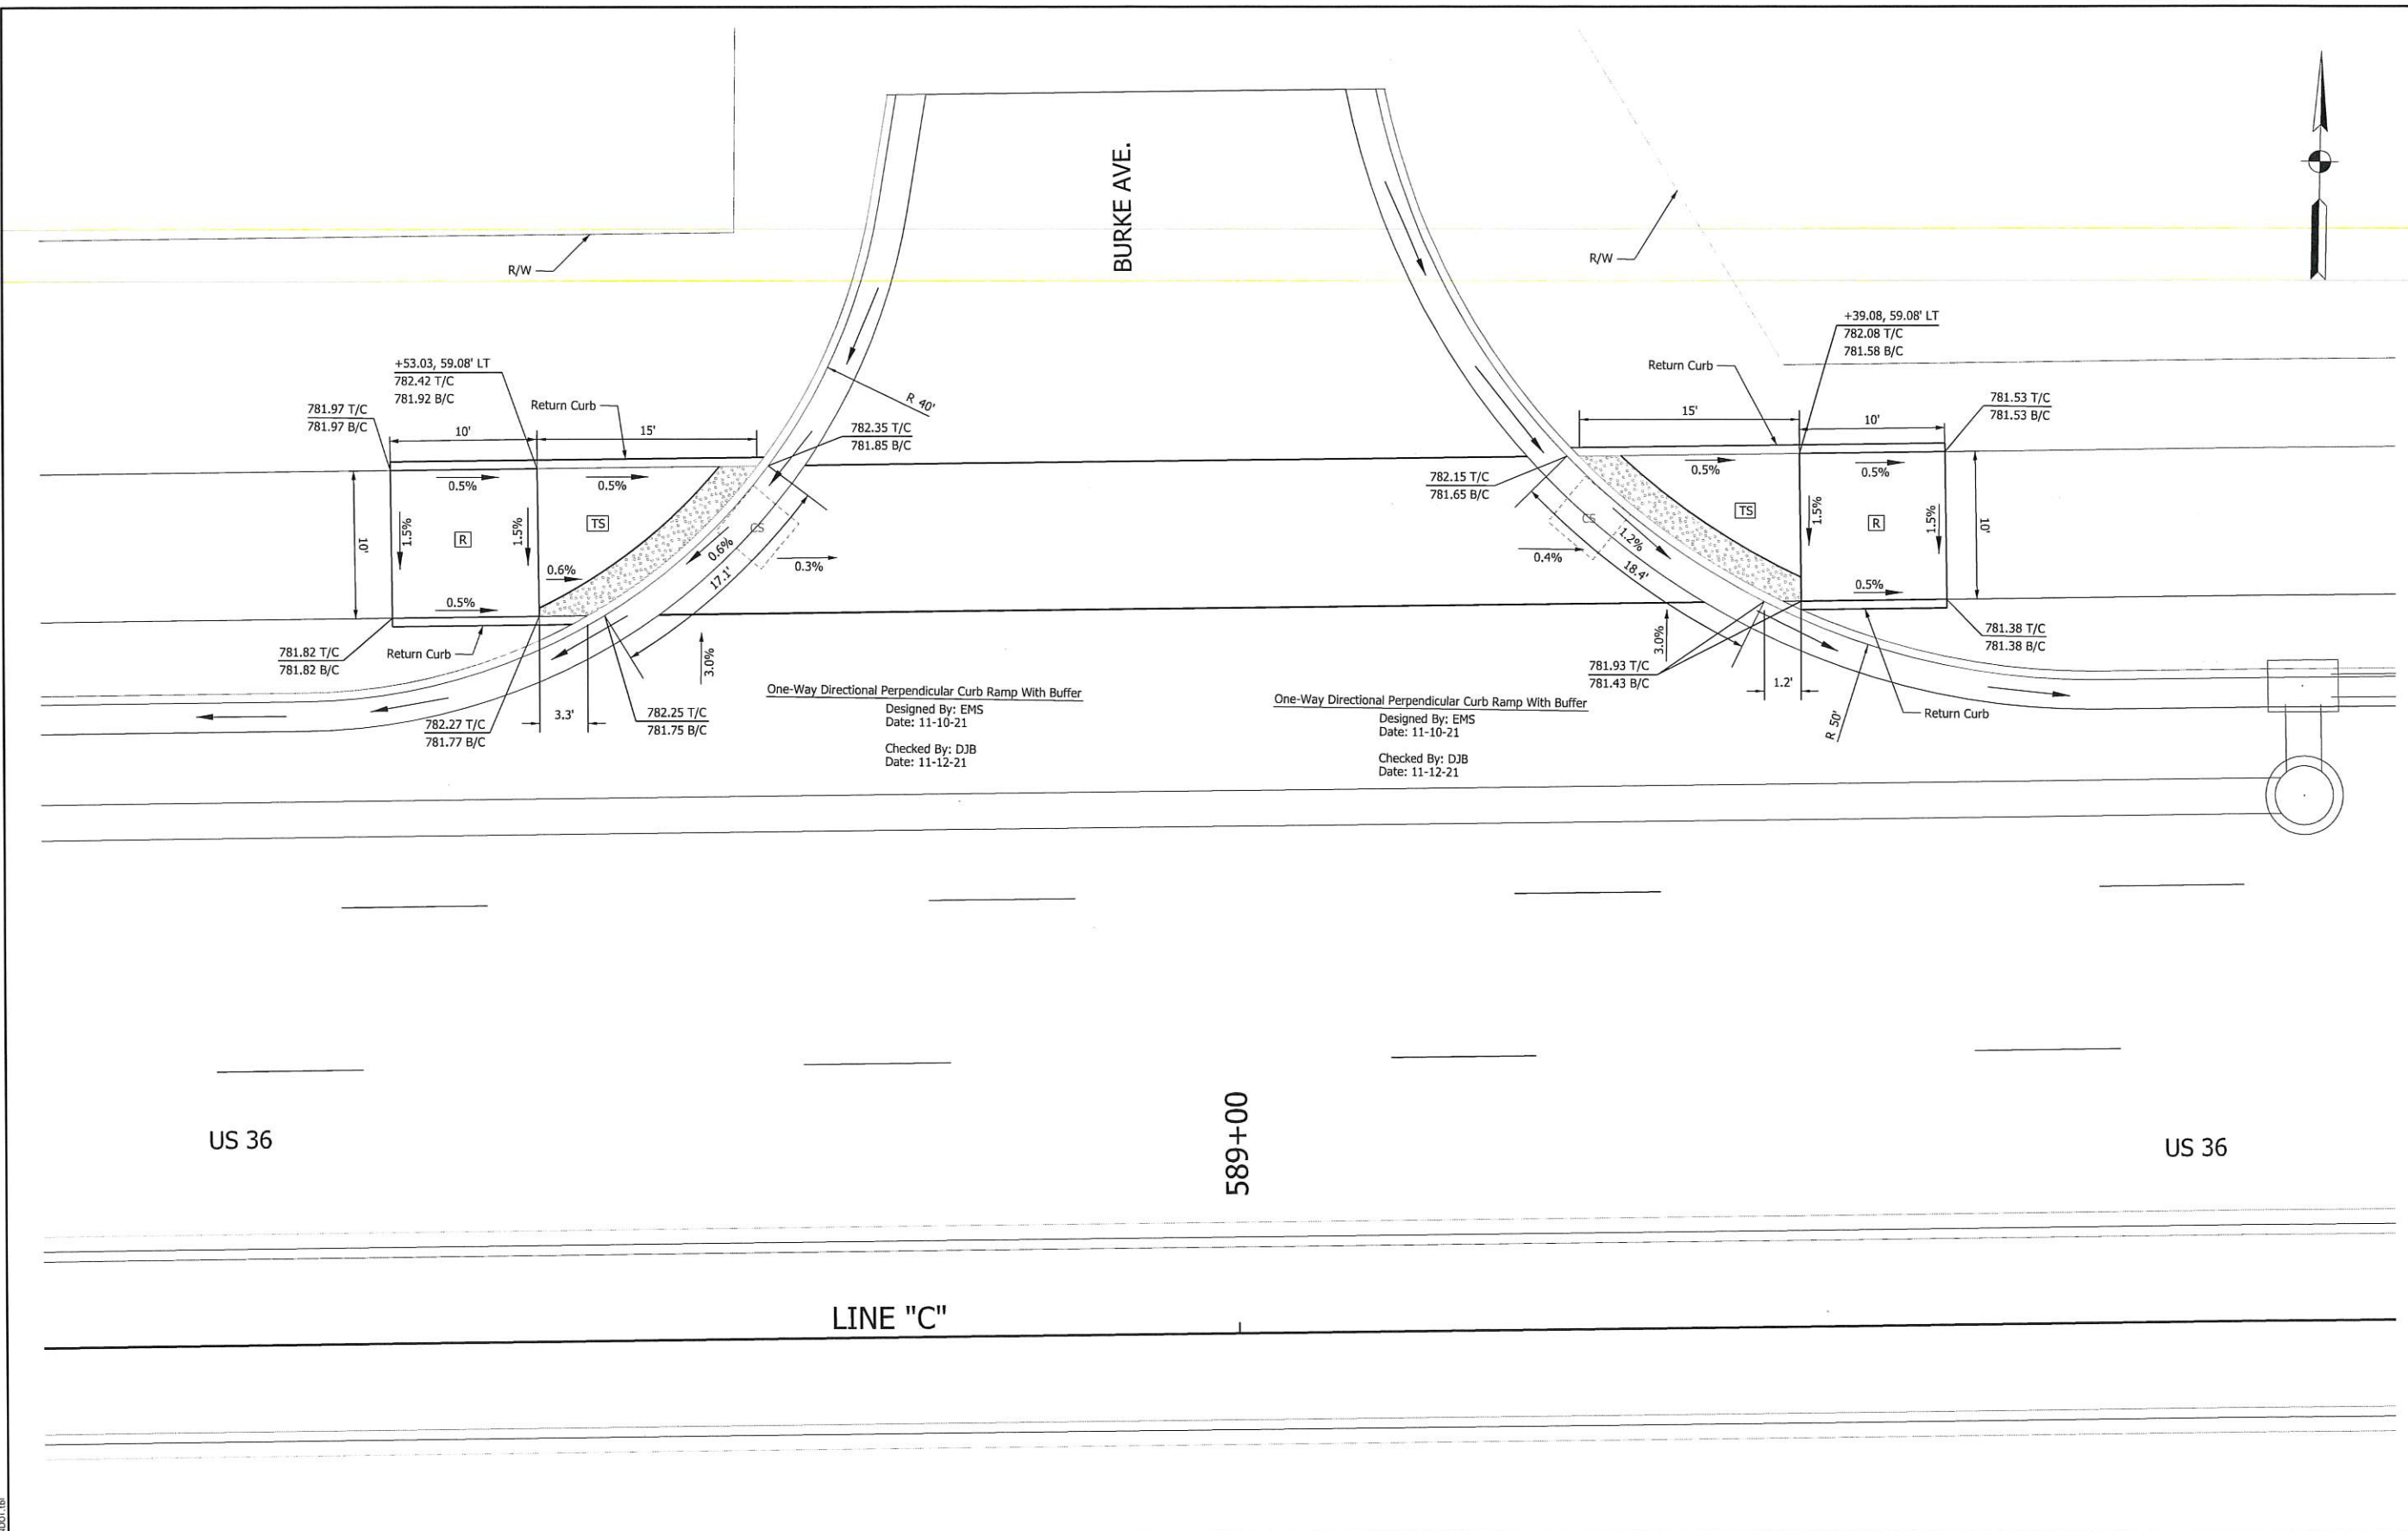 BURKE AVE.
R/W
R/W
+39.08, 59.08' LT
782.08 T/C
781.58 B/C
+53.03, 59.08' LT
782.42 T/C
781.92 B/C
Return Curb
781.53 T/C
781.53 B/C
781.97 T/C
781.97 B/C
Return Curb
R 40'
15'
10'
10'
15'
782.35 T/C
781.85 B/C
782.15 T/C
781.65 B/C
0.5%
0.5%
0.5%
0.5%
10'
1.5%
R
1.5%
TS
CS
0.6%
17.1'
0.3%
0.6%
0.5%
CS
0.4%
1.2%
18.4'
TS
1.5%
R
1.5%
10'
0.5%
781.82 T/C
781.82 B/C
Return Curb
3.0%
3.0%
781.38 T/C
781.38 B/C
781.93 T/C
781.43 B/C
1.2'
R 50'
Return Curb
782.27 T/C
781.77 B/C
3.3'
782.25 T/C
781.75 B/C
One-Way Directional Perpendicular Curb Ramp With Buffer
Designed By: EMS
Date: 11-10-21
Checked By: DJB
Date: 11-12-21
One-Way Directional Perpendicular Curb Ramp With Buffer
Designed By: EMS
Date: 11-10-21
Checked By: DJB
Date: 11-12-21
US 36
589+00
US 36
LINE "C"